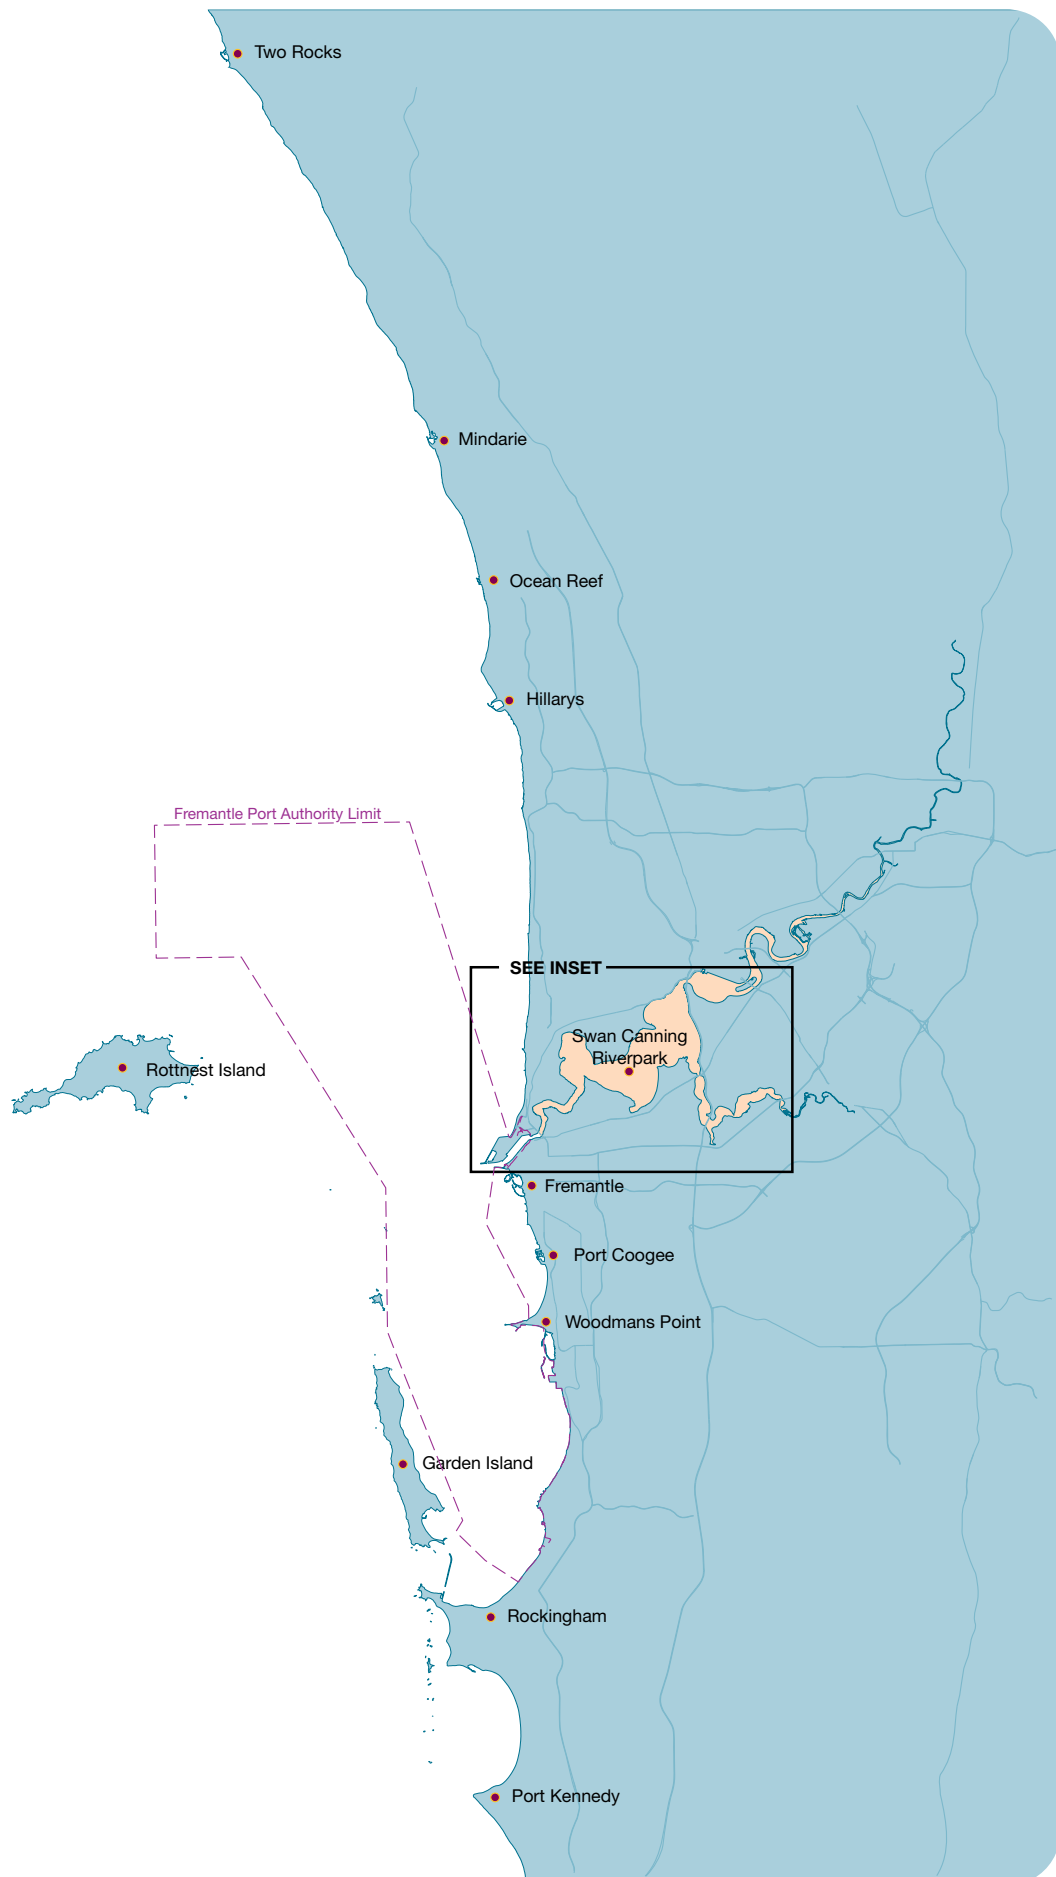 Two Rocks
Mindarie
Ocean Reef
Hillarys
Fremantle Port Authority Limit
SEE INSET
Swan Canning
Riverpark
Rottnest Island
Fremantle
Port Coogee
Woodmans Point
Garden Island
Rockingham
Port Kennedy